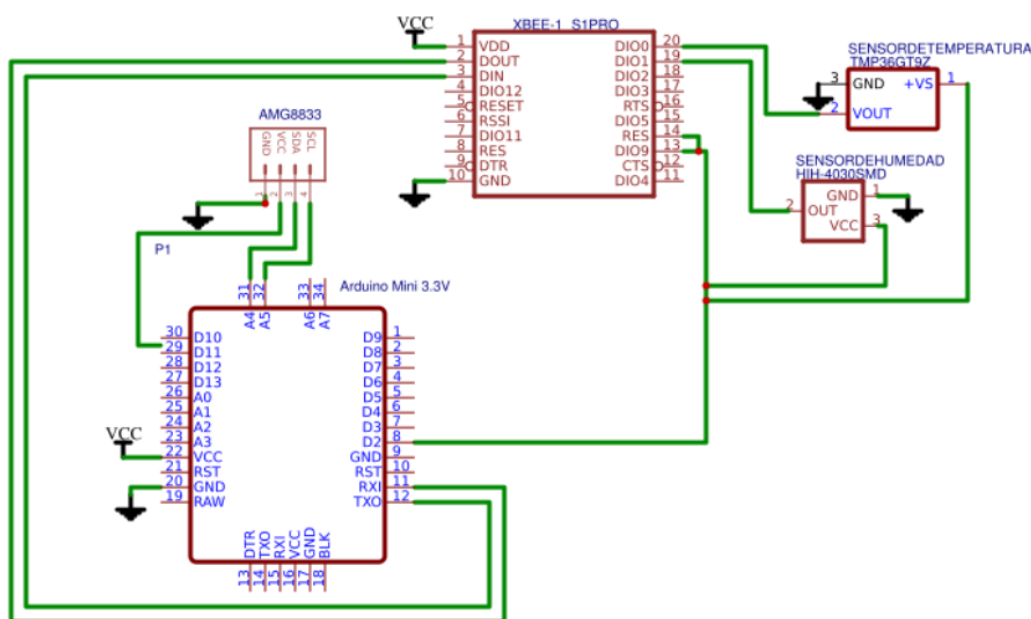 VCC
XBEE-1 S1PRO
1 VDD DIO0 20
2 DOUT DIO1 19
3 DIN DIO2 18
4 DIO12 DIO3 17
5 RESET RTS 16
6 RSSI DIO5 15
7 DIO11 RES 14
8 RES DIO9 13
9 DTR CTS 12
10 GND DIO4 11
SENSORDETEMPERATURA
TMP36GT9Z
3 GND +VS 1
2 VOUT
SENSORDEHUMEDAD
HIH-4030SMD
GND 1
2 OUT
VCC 3
AMG8833
GND VCC SDA SCL
1 2 3 4
P1
Arduino Mini 3.3V
31 32 33 34
A4 A5 A6 A7
30 D10 D9 1
29 D11 D8 2
28 D12 D7 3
27 D13 D6 4
26 A0 D5 5
25 A1 D4 6
24 A2 D3 7
23 A3 D2 8
VCC
22 VCC GND 9
21 RST RST 10
20 GND RXI 11
19 RAW TXO 12
DTR TXO RXI VCC GND BLK
13 14 15 16 17 18